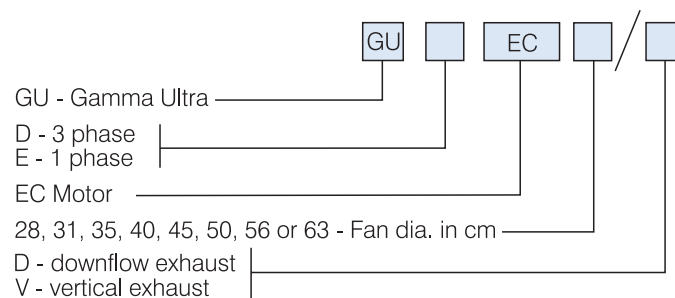 GU EC /
GU - Gamma Ultra
D - 3 phase
E - 1 phase
EC Motor
28, 31, 35, 40, 45, 50, 56 or 63 - Fan dia. in cm
D - downflow exhaust
V - vertical exhaust